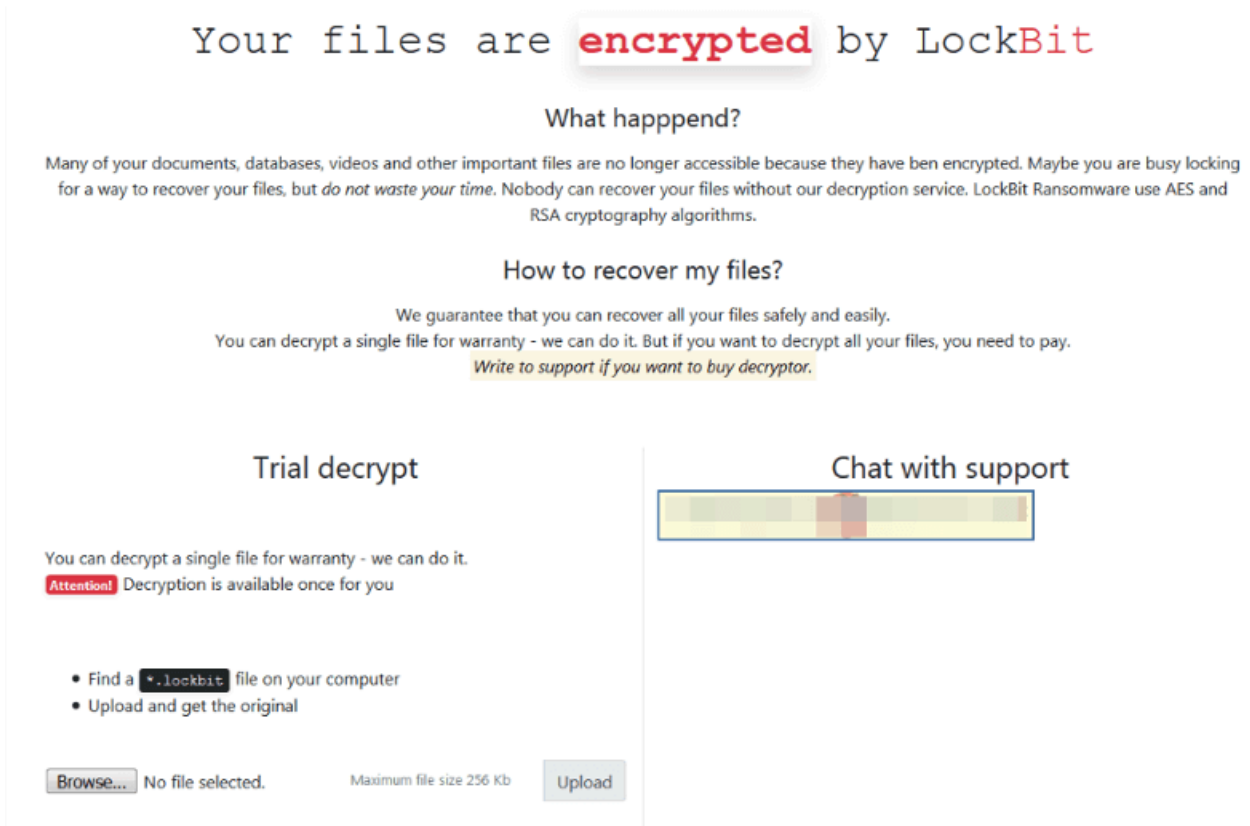 Your files are encrypted by LockBit
What happpend?
Many of your documents, databases, videos and other important files are no longer accessible because they have ben encrypted. Maybe you are busy locking
for a way to recover your files, but do not waste your time. Nobody can recover your files without our decryption service. LockBit Ransomware use AES and
RSA cryptography algorithms.
How to recover my files?
We guarantee that you can recover all your files safely and easily.
You can decrypt a single file for warranty - we can do it. But if you want to decrypt all your files, you need to pay.
Write to support if you want to buy decryptor.
Trial decrypt
You can decrypt a single file for warranty - we can do it.
Attention! Decryption is available once for you
• Find a *.lockbit file on your computer
• Upload and get the original
Browse... No file selected. Maximum file size 256 Kb Upload
Chat with support